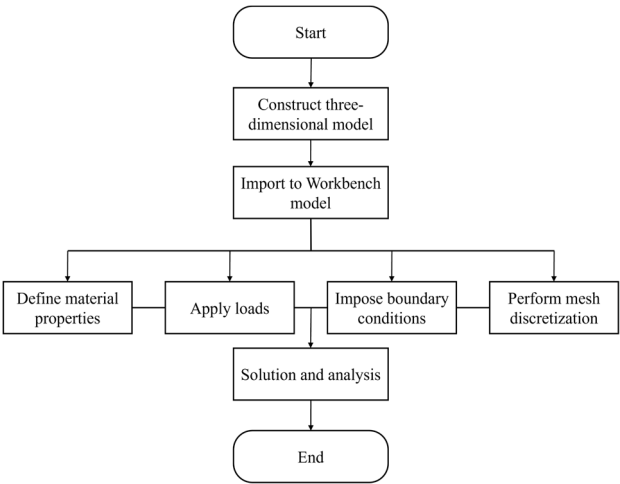 Start
Construct three-
dimensional model
Import to Workbench
model
Define material
properties
Apply loads
Impose boundary
conditions
Perform mesh
discretization
Solution and analysis
End